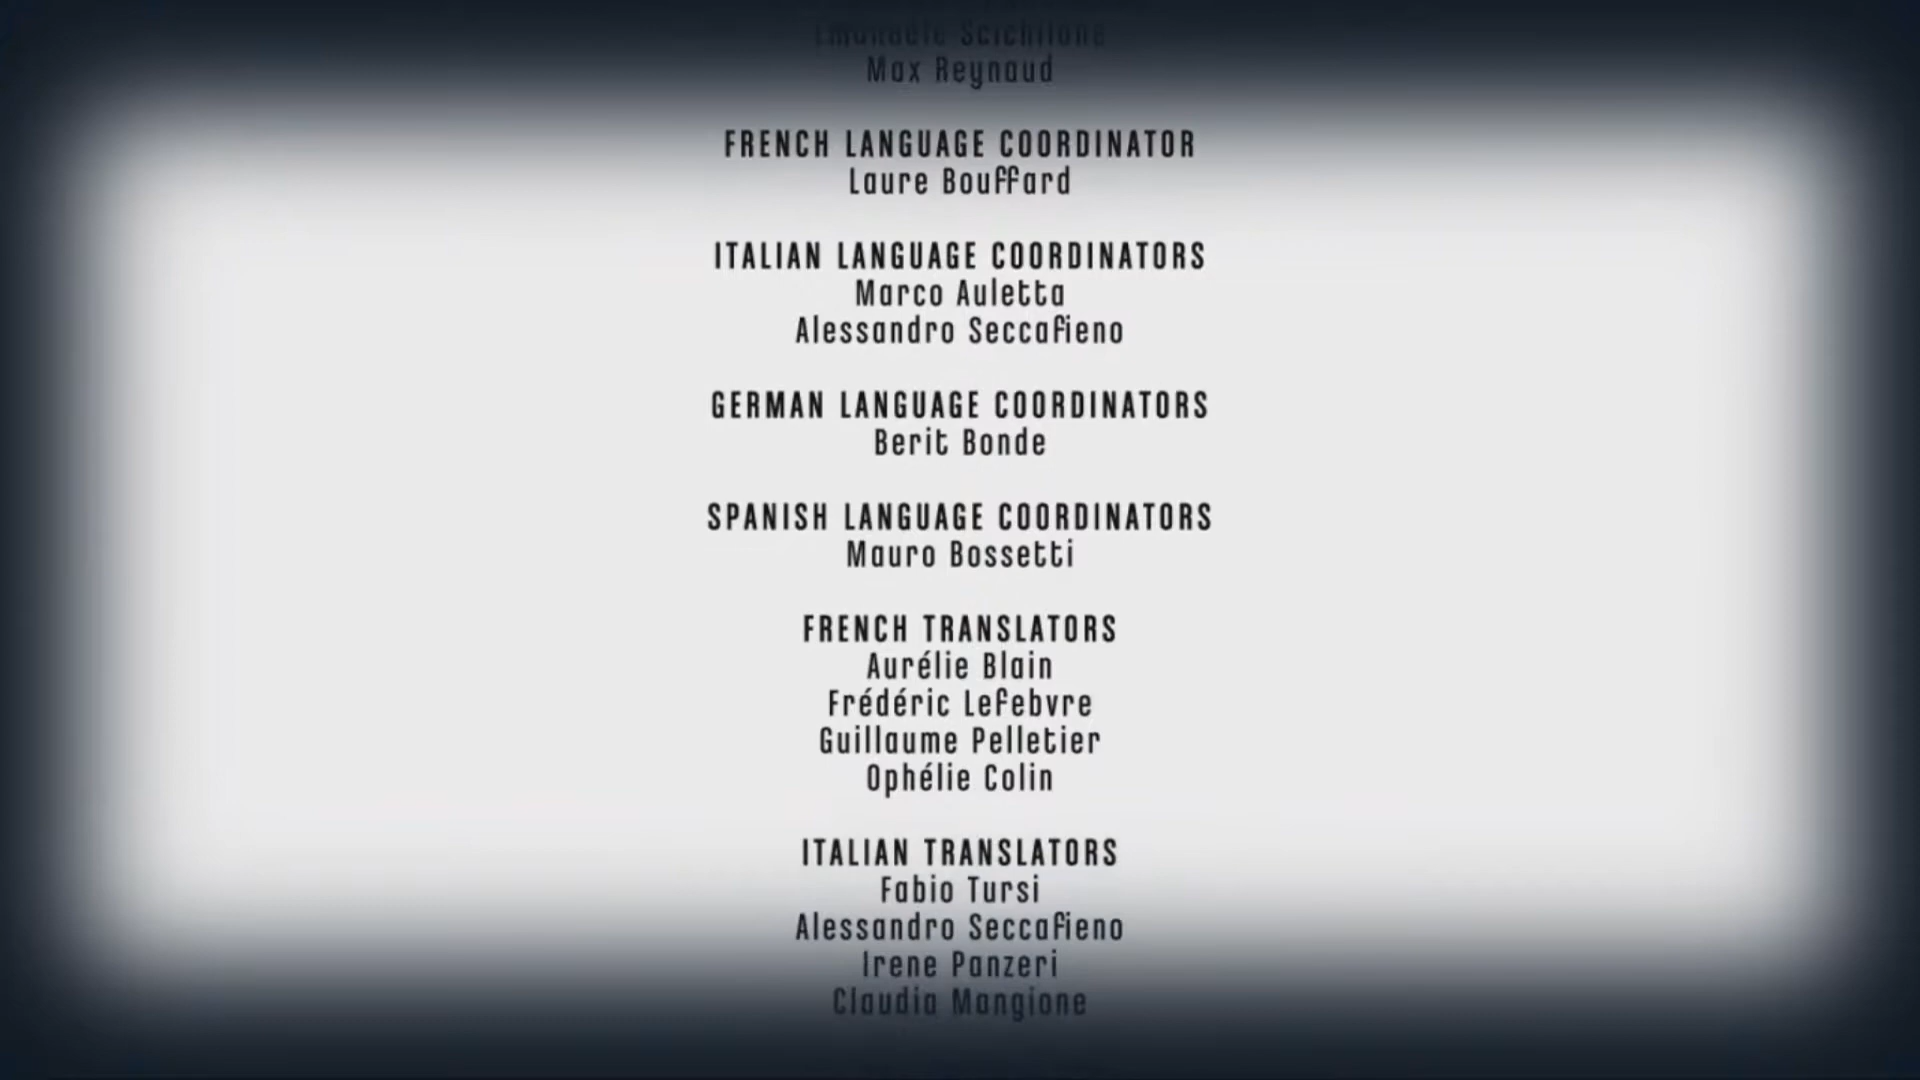 Emanuele Scichilone
Max Reynaud
FRENCH LANGUAGE COORDINATOR
Laure Bouffard
ITALIAN LANGUAGE COORDINATORS
Marco Auletta
Alessandro Seccafieno
GERMAN LANGUAGE COORDINATORS
Berit Bonde
SPANISH LANGUAGE COORDINATORS
Mauro Bossetti
FRENCH TRANSLATORS
Aurélie Blain
Frédéric Lefebvre
Guillaume Pelletier
Ophélie Colin
ITALIAN TRANSLATORS
Fabio Tursi
Alessandro Seccafieno
Irene Panzeri
Claudia Mangione